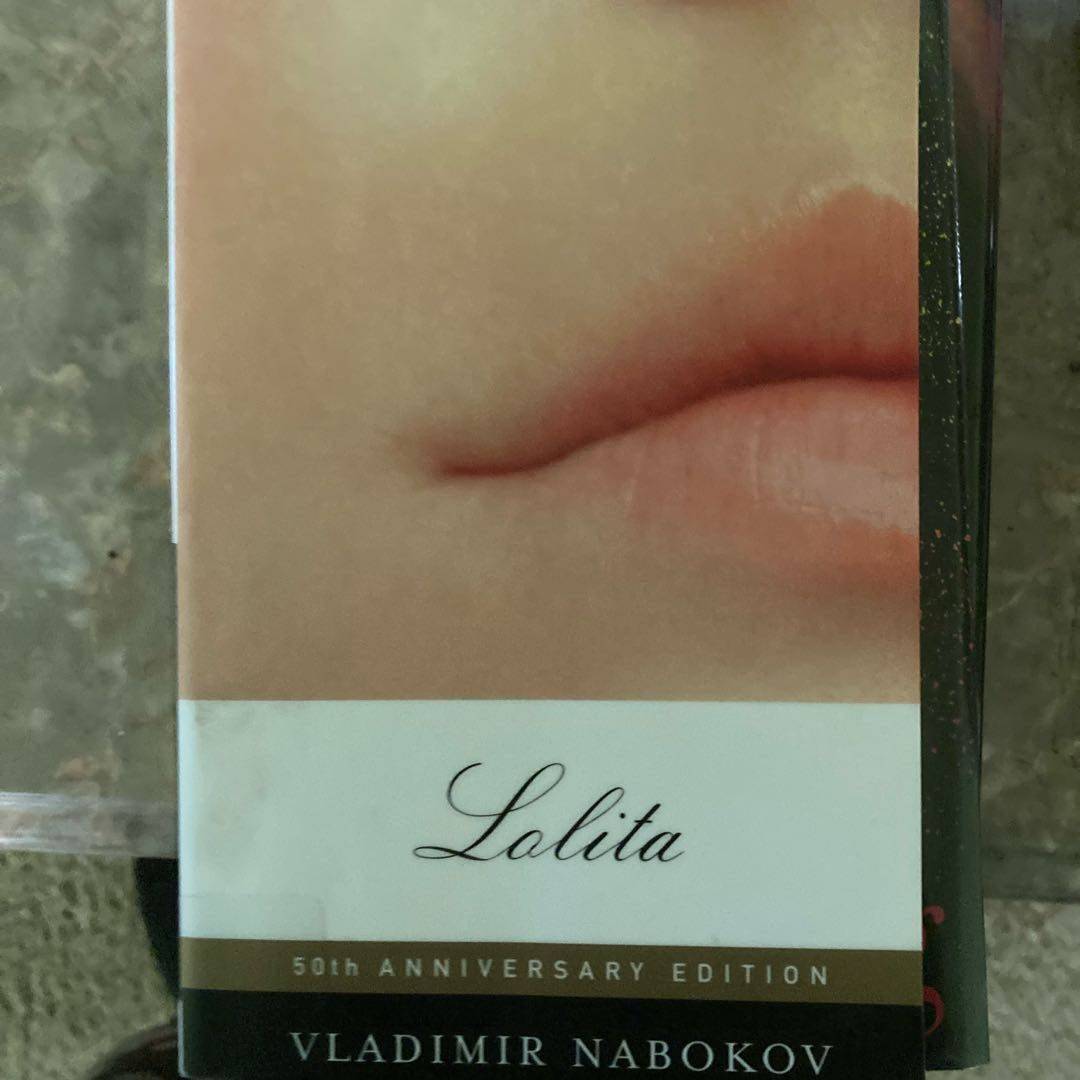 Lolita
50th ANNIVERSARY EDITION
VLADIMIR NABOKOV